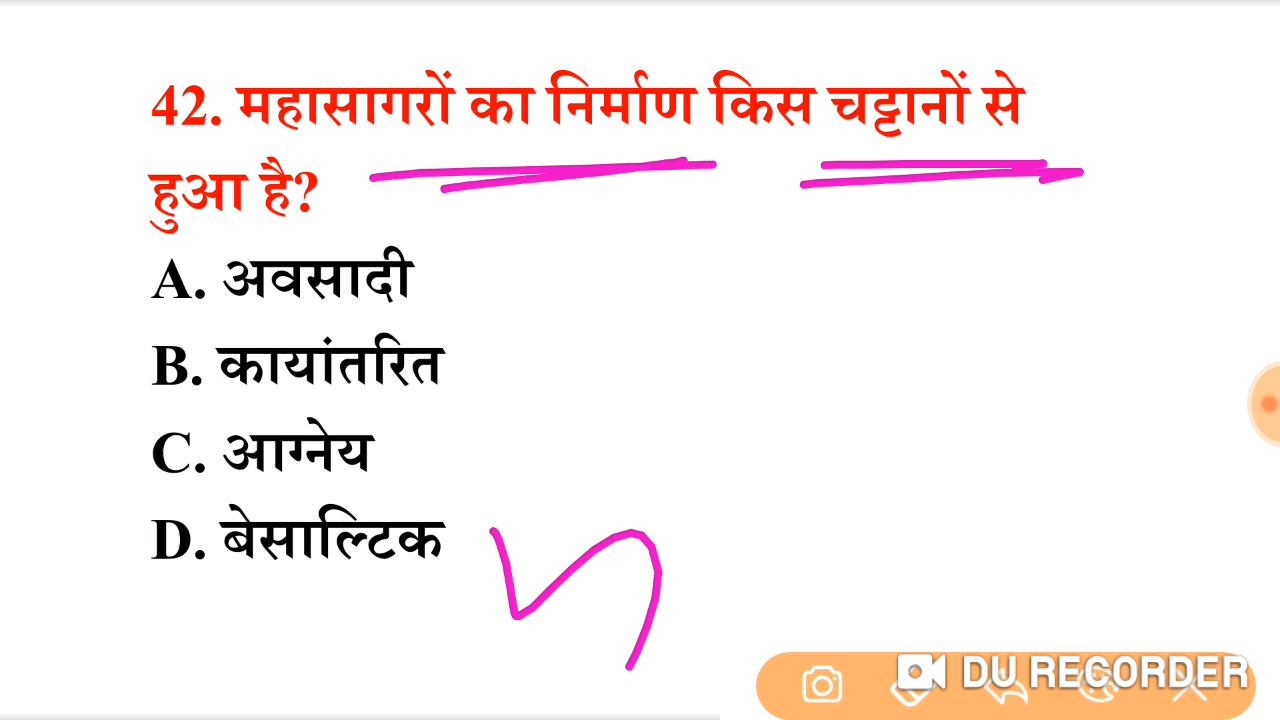 42. महासागरों का निर्माण किस चट्टानों से
हुआ है?
A. अवसादी
B. कायांतरित
C. आग्नेय
D. बेसाल्टिक
DU RECORDER